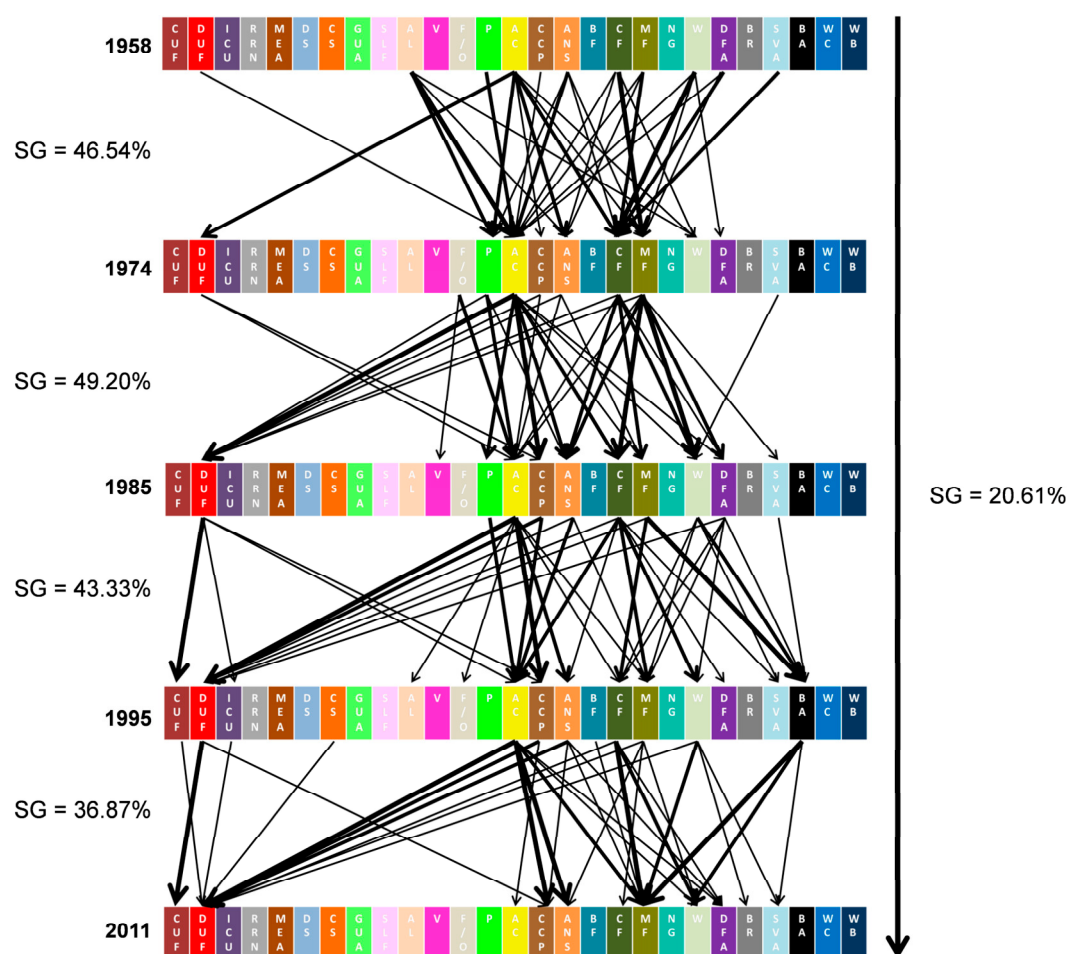 1958 CUF DUF ICU RN MEA DS CS GUA SLF AL V F/O P AC CCP ANS BF CF MF NG W DFA BR SVA BA WC WB
SG = 46.54%
1974 CUF DUF ICU RN MEA DS CS GUA SLF AL V F/O P AC CCP ANS BF CF MF NG W DFA BR SVA BA WC WB
SG = 49.20%
1985 CUF DUF ICU RN MEA DS CS GUA SLF AL V F/O P AC CCP ANS BF CF MF NG W DFA BR SVA BA WC WB
SG = 20.61%
SG = 43.33%
1995 CUF DUF ICU RN MEA DS CS GUA SLF AL V F/O P AC CCP ANS BF CF MF NG W DFA BR SVA BA WC WB
SG = 36.87%
2011 CUF DUF ICU RN MEA DS CS GUA SLF AL V F/O P AC CCP ANS BF CF MF NG W DFA BR SVA BA WC WB